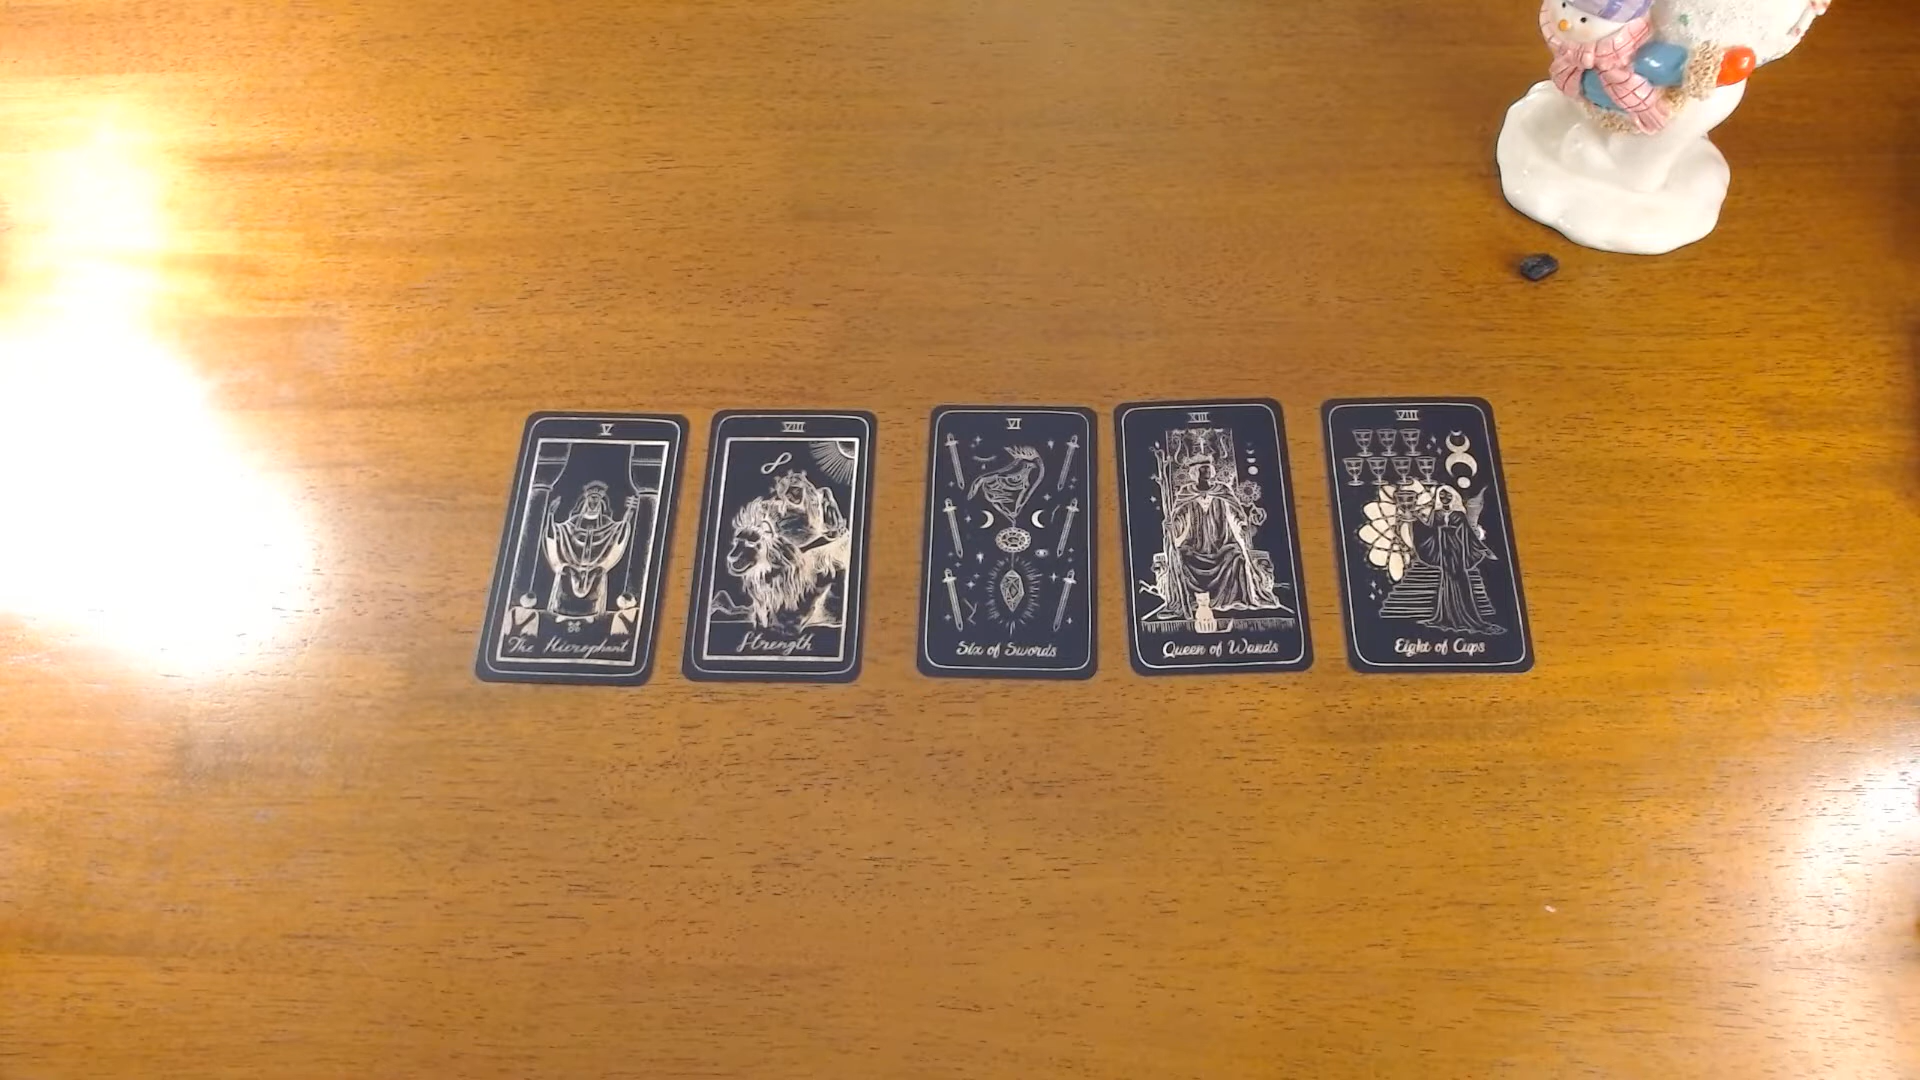 V
The Hierophant
VIII
Strength
VI
Six of Swords
XIII
Queen of Wands
VIII
Eight of Cups